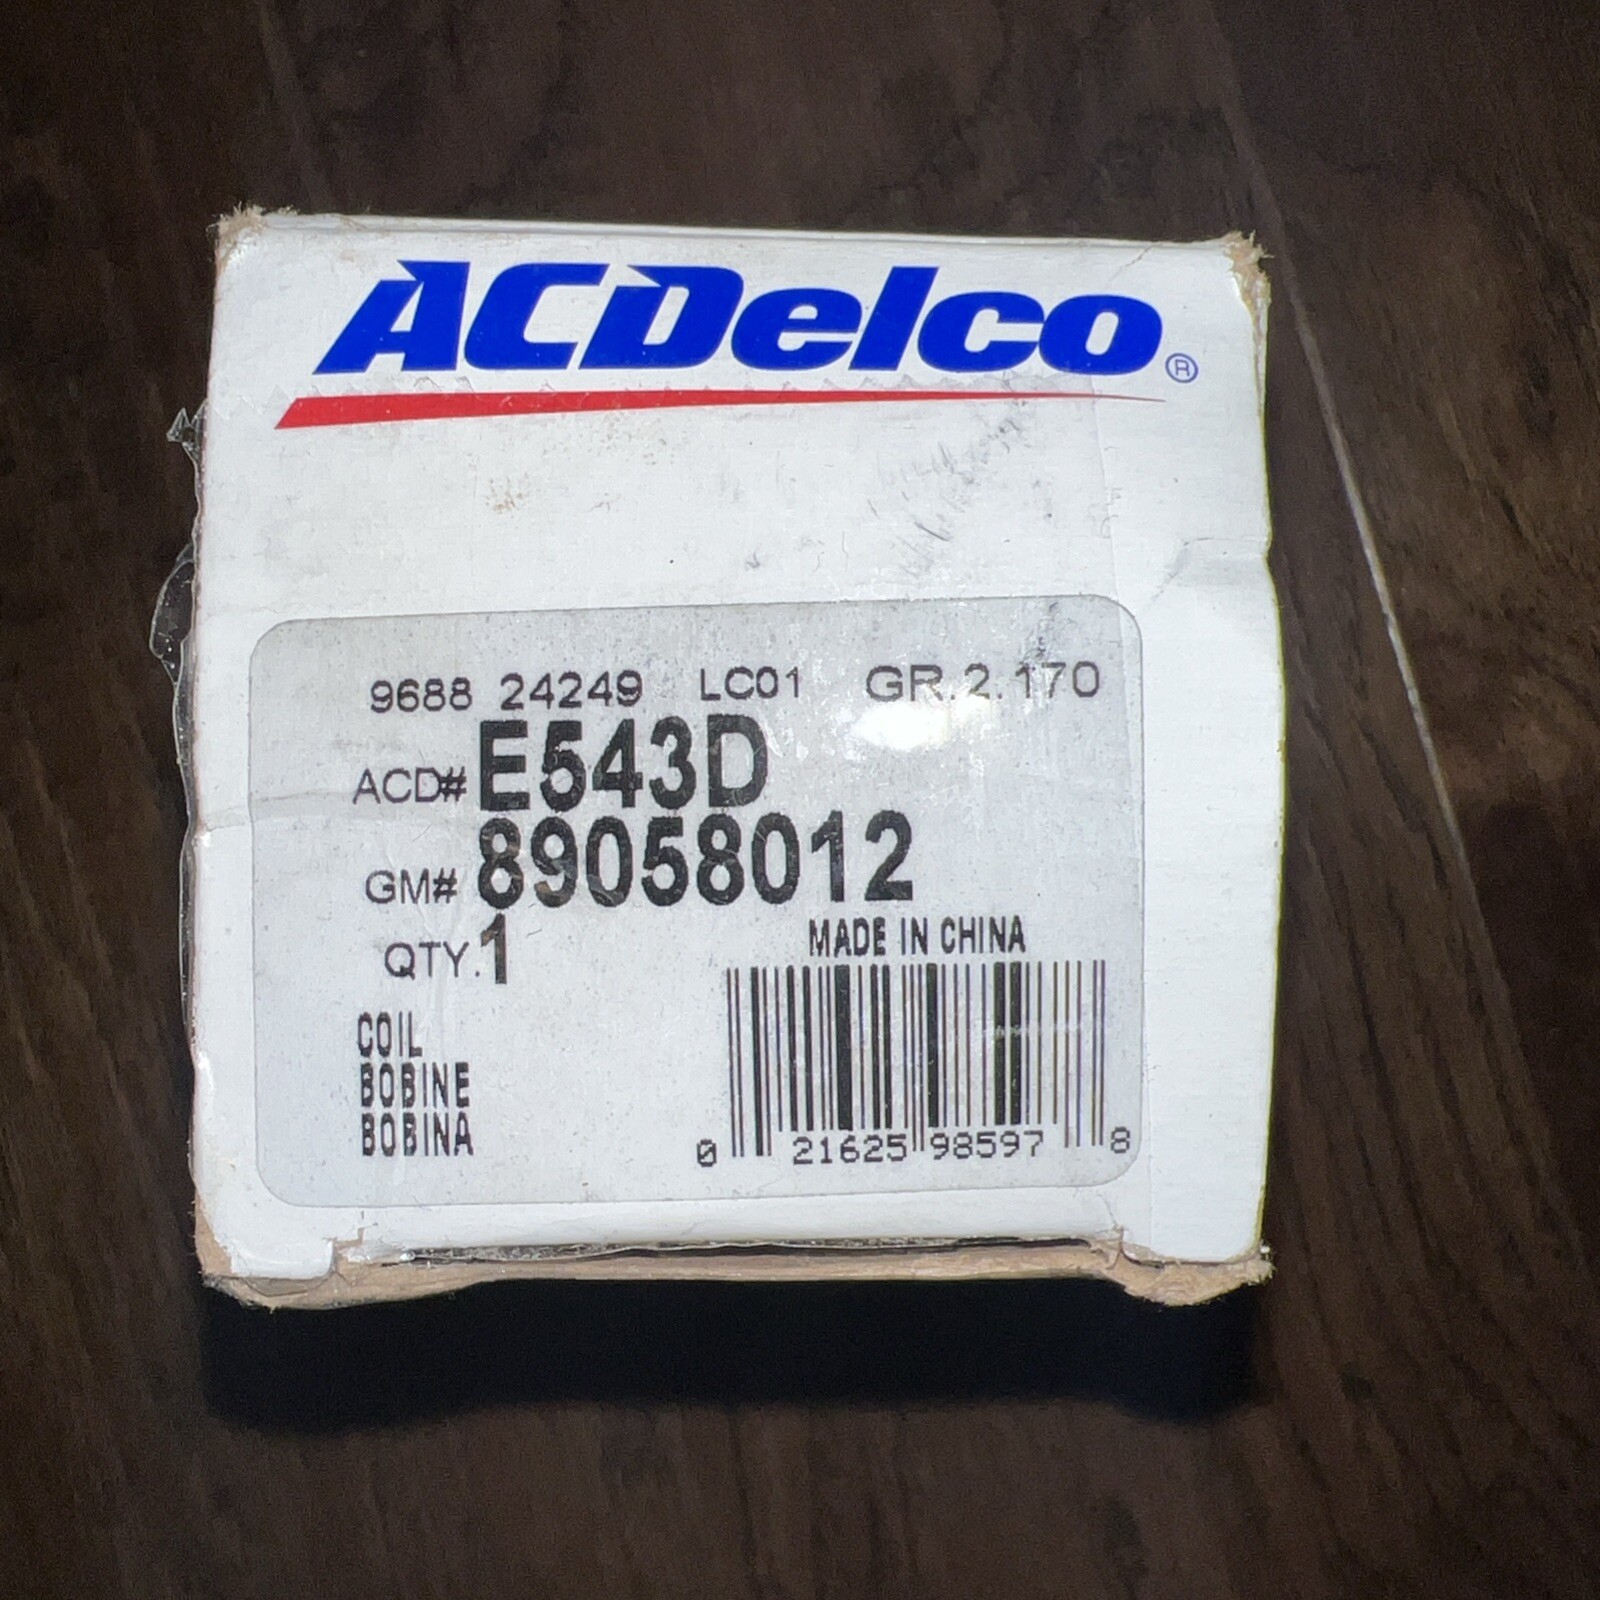 ACDelco®
9688 24249 LC01 GR.2.170
ACD# E543D
GM# 89058012
QTY. 1
MADE IN CHINA
COIL
BOBINE
BOBINA
0 21625 98597 8